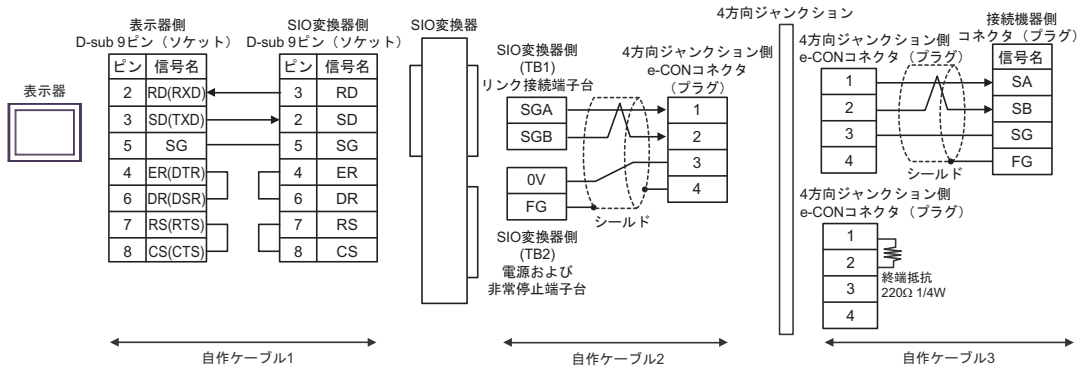 表示器
表示器側
D-sub 9ピン（ソケット）
ピン 信号名
2 RD(RXD)
3 SD(TXD)
5 SG
4 ER(DTR)
6 DR(DSR)
7 RS(RTS)
8 CS(CTS)
SIO変換器側
D-sub 9ピン（ソケット）
ピン 信号名
3 RD
2 SD
5 SG
4 ER
6 DR
7 RS
8 CS
自作ケーブル1
SIO変換器
SIO変換器側
(TB1)
リンク接続端子台
SGA
SGB
0V
FG
SIO変換器側
(TB2)
電源および
非常停止端子台
シールド
4方向ジャンクション側
e-CONコネクタ
（プラグ）
1
2
3
4
自作ケーブル2
4方向ジャンクション
4方向ジャンクション側
e-CONコネクタ（プラグ）
1
2
3
4
シールド
接続機器側
コネクタ（プラグ）
信号名
SA
SB
SG
FG
4方向ジャンクション側
e-CONコネクタ（プラグ）
1
2
3
4
終端抵抗
220Ω 1/4W
自作ケーブル3